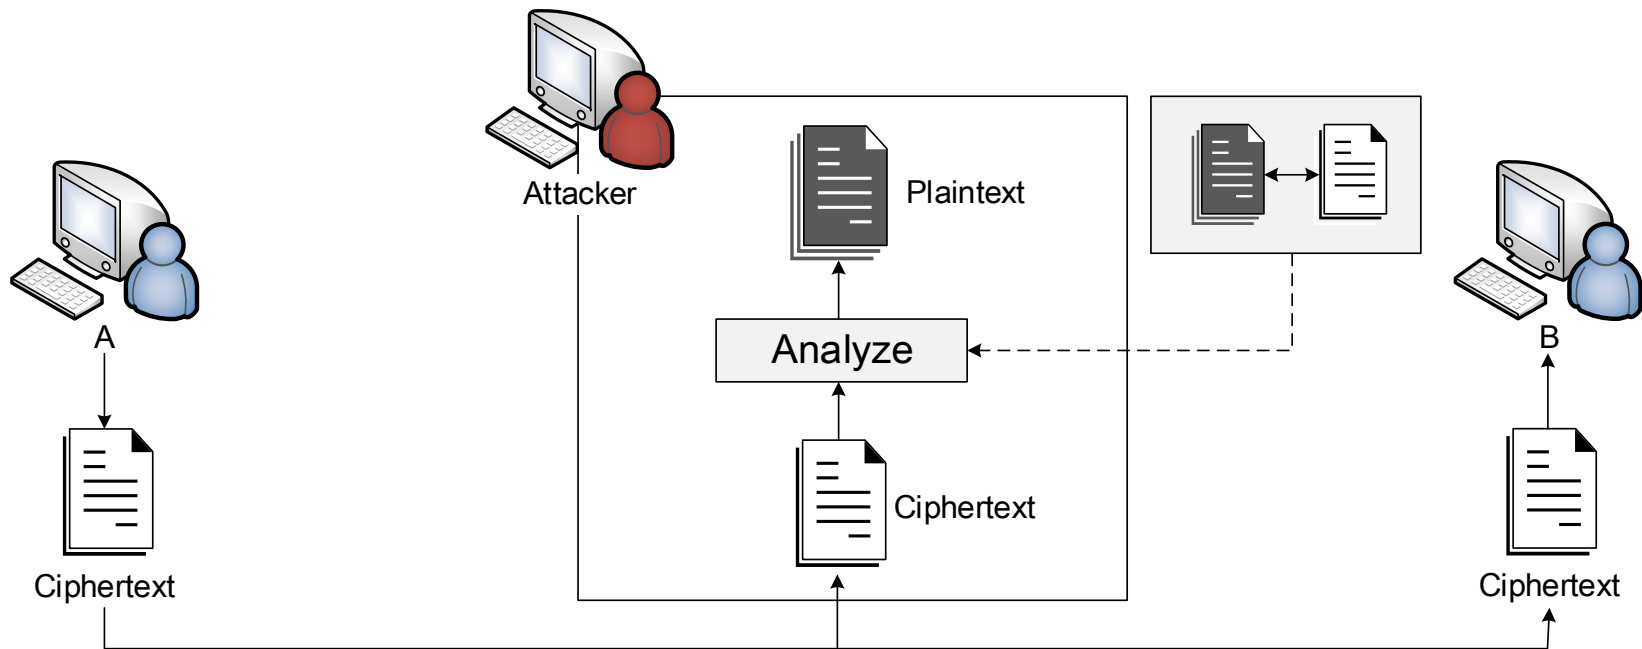 Attacker
Plaintext
A
Analyze
B
Ciphertext
Ciphertext
Ciphertext